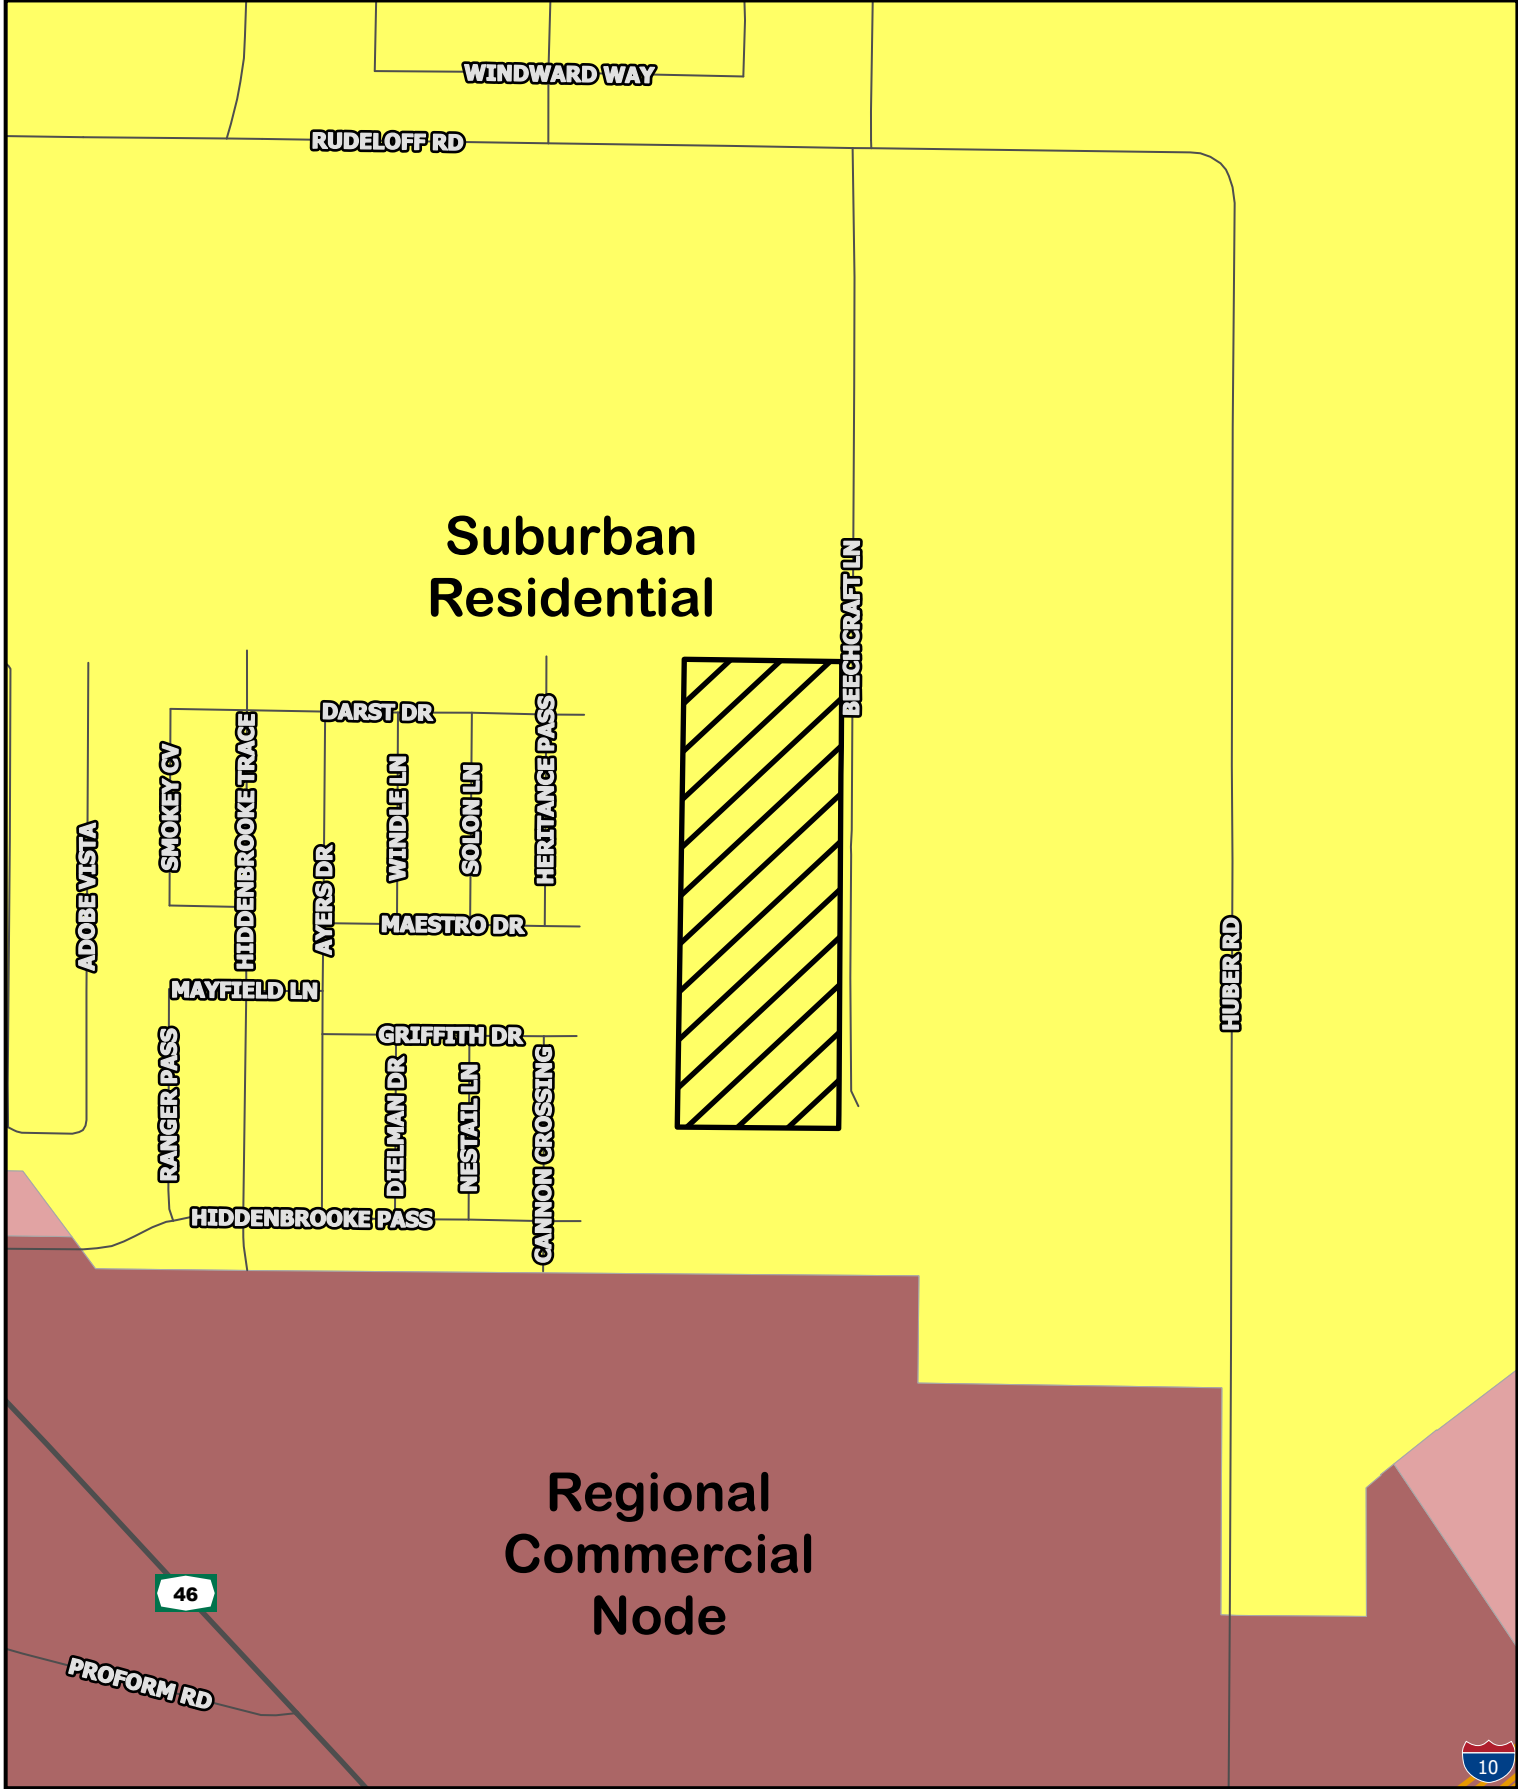 WINDWARD WAY
RUDELOFF RD
Suburban
Residential
BEECHCRAFT LN
DARST DR
SMOKEY CV
HIDDENBROOKE TRACE
WINDLE LN
SOLON LN
HERITANCE PASS
ADOBE VISTA
AYERS DR
MAESTRO DR
HUBER RD
MAYFIELD LN
GRIFFITH DR
RANGER PASS
DIELMAN DR
NESTAIL LN
CANNON CROSSING
HIDDENBROOKE PASS
Regional
Commercial
Node
46
PROFORM RD
10